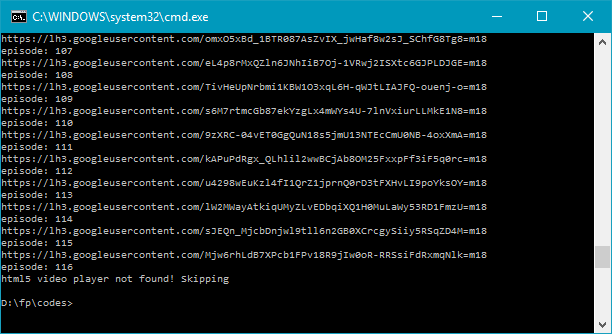 C:\WINDOWS\system32\cmd.exe
https://lh3.googleusercontent.com/omxO5xBd_1BTR087AsZvIX_jwHaf8w2sJ_SChfG8Tg8=m18
episode: 107
https://lh3.googleusercontent.com/eL4p8rMxQZln6JNhIiB7Oj-1VRwj2ISXtc6GJPLDJGE=m18
episode: 108
https://lh3.googleusercontent.com/TivHeUpNrbmi1KBW1O3xqL6H-qWJtLIAJFQ-ouenj-o=m18
episode: 109
https://lh3.googleusercontent.com/s6M7rtmcGb87ekYzgLx4mWYs4U-7lnVxiurLLMkE1N8=m18
episode: 110
https://lh3.googleusercontent.com/9zXRC-04vET0GgQuN18s5jmU13NTEcCmU0NB-4oxXmA=m18
episode: 111
https://lh3.googleusercontent.com/kAPuPdRgx_QLhlil2wwBCjAb8OM25FxxpFf3iF5q0rc=m18
episode: 112
https://lh3.googleusercontent.com/u4298wEuKzl4fI1QrZ1jprnQ0rD3tFXHvLI9poYksOY=m18
episode: 113
https://lh3.googleusercontent.com/lW2MWayAtkiqUMyZLvEDbqiXQ1H0MuLaWy53RD1FmzU=m18
episode: 114
https://lh3.googleusercontent.com/sJEQn_MjcbDnjwl9tll6n2GB0XCrcgySiiy5RSqZD4M=m18
episode: 115
https://lh3.googleusercontent.com/Mjw6rhLdB7XPcb1FPv18R9jIw0oR-RRSsiFdRxmqNlk=m18
episode: 116
html5 video player not found! Skipping
D:\fp\codes>